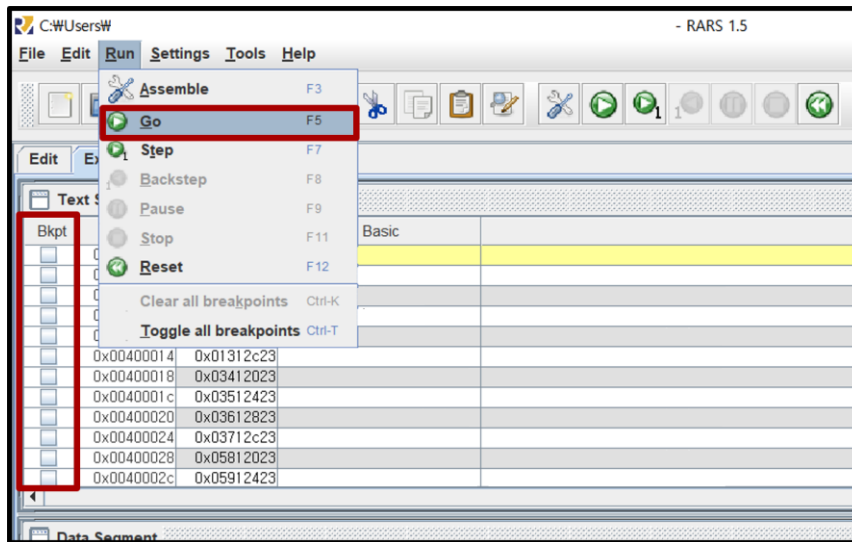 C:₩Users₩ - RARS 1.5
File Edit Run Settings Tools Help
Assemble F3
Go F5
Step F7
Backstep F8
Pause F9
Stop F11
Reset F12
Clear all breakpoints Ctrl-K
Toggle all breakpoints Ctrl-T
Edit
Text
Bkpt Basic
0x00400014 0x01312c23
0x00400018 0x03412023
0x0040001c 0x03512423
0x00400020 0x03612823
0x00400024 0x03712c23
0x00400028 0x05812023
0x0040002c 0x05912423
Data Segment